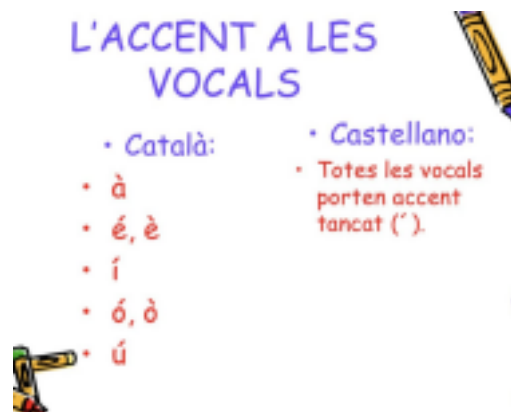 L'ACCENT A LES
VOCALS
• Català:
• à
• é, è
• í
• ó, ò
• ú
• Castellano:
• Totes les vocals
porten accent
tancat (´).